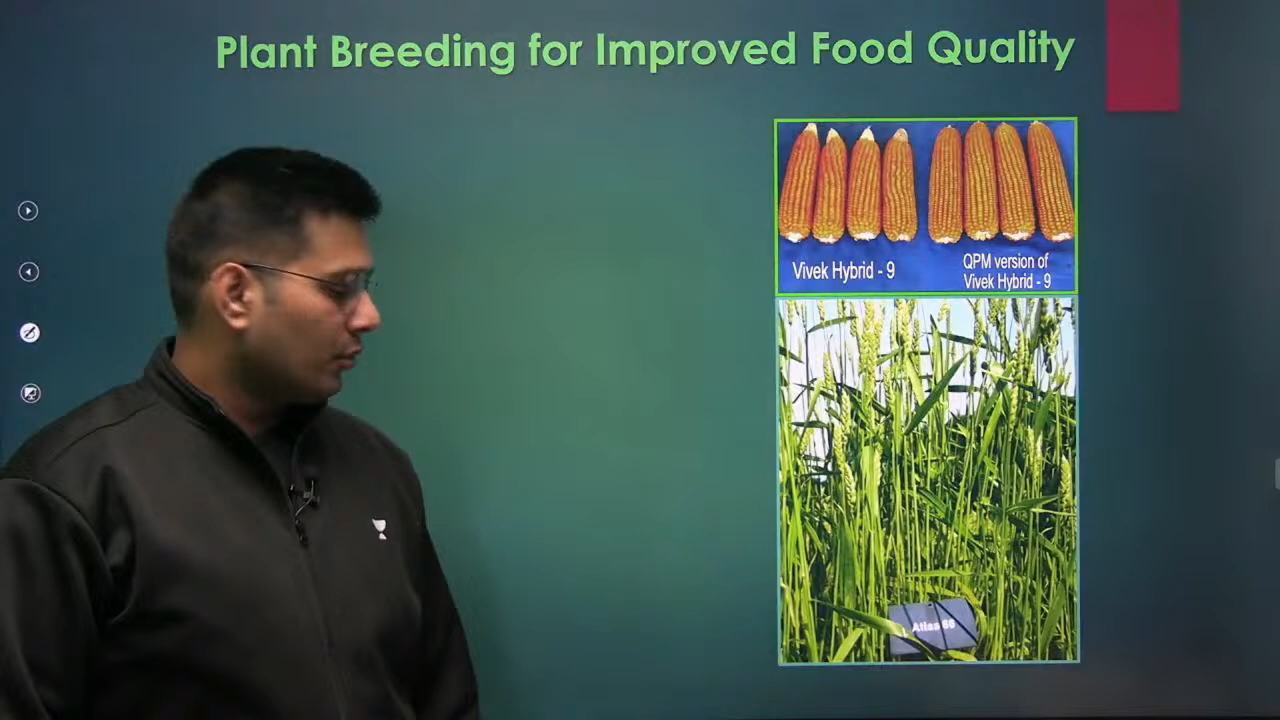 Plant Breeding for Improved Food Quality
Vivek Hybrid - 9
QPM version of
Vivek Hybrid - 9
Atlas 66